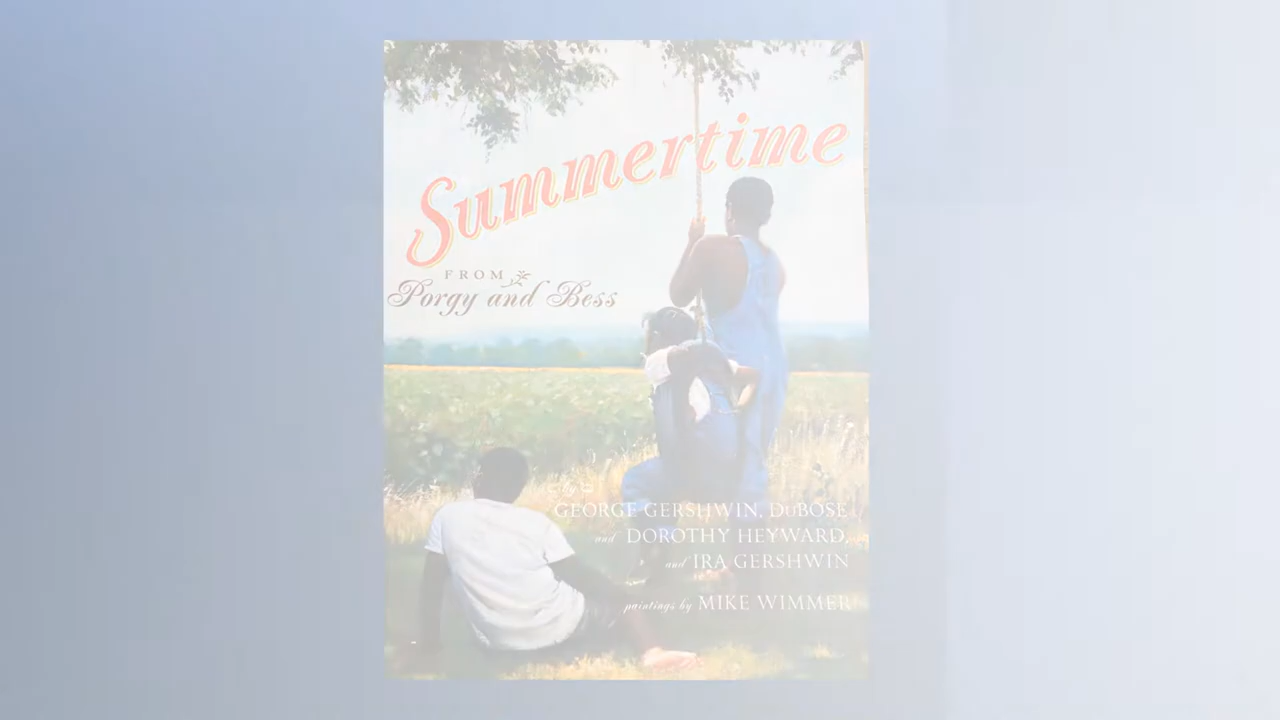 Summertime
FROM
Porgy and Bess
by
GEORGE GERSHWIN, DuBOSE
and DOROTHY HEYWARD,
and IRA GERSHWIN
paintings by MIKE WIMMER